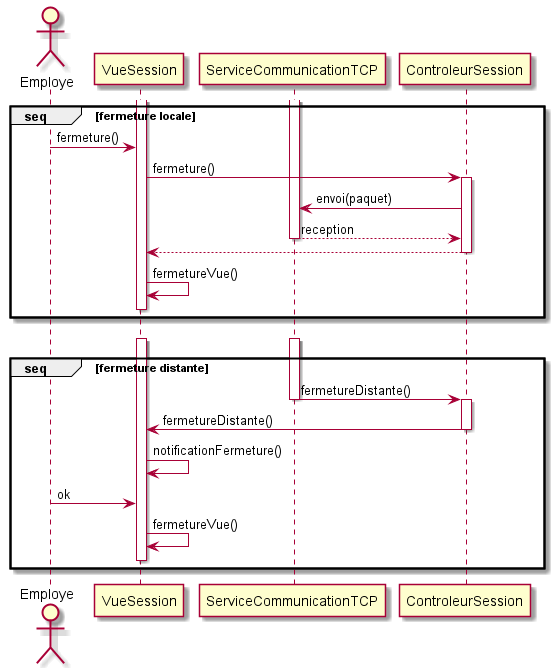 Employe
VueSession
ServiceCommunicationTCP
ControleurSession
seq [fermeture locale]
fermeture()
fermeture()
envoi(paquet)
reception
fermetureVue()
seq [fermeture distante]
fermetureDistante()
fermetureDistante()
notificationFermeture()
ok
fermetureVue()
Employe
VueSession
ServiceCommunicationTCP
ControleurSession